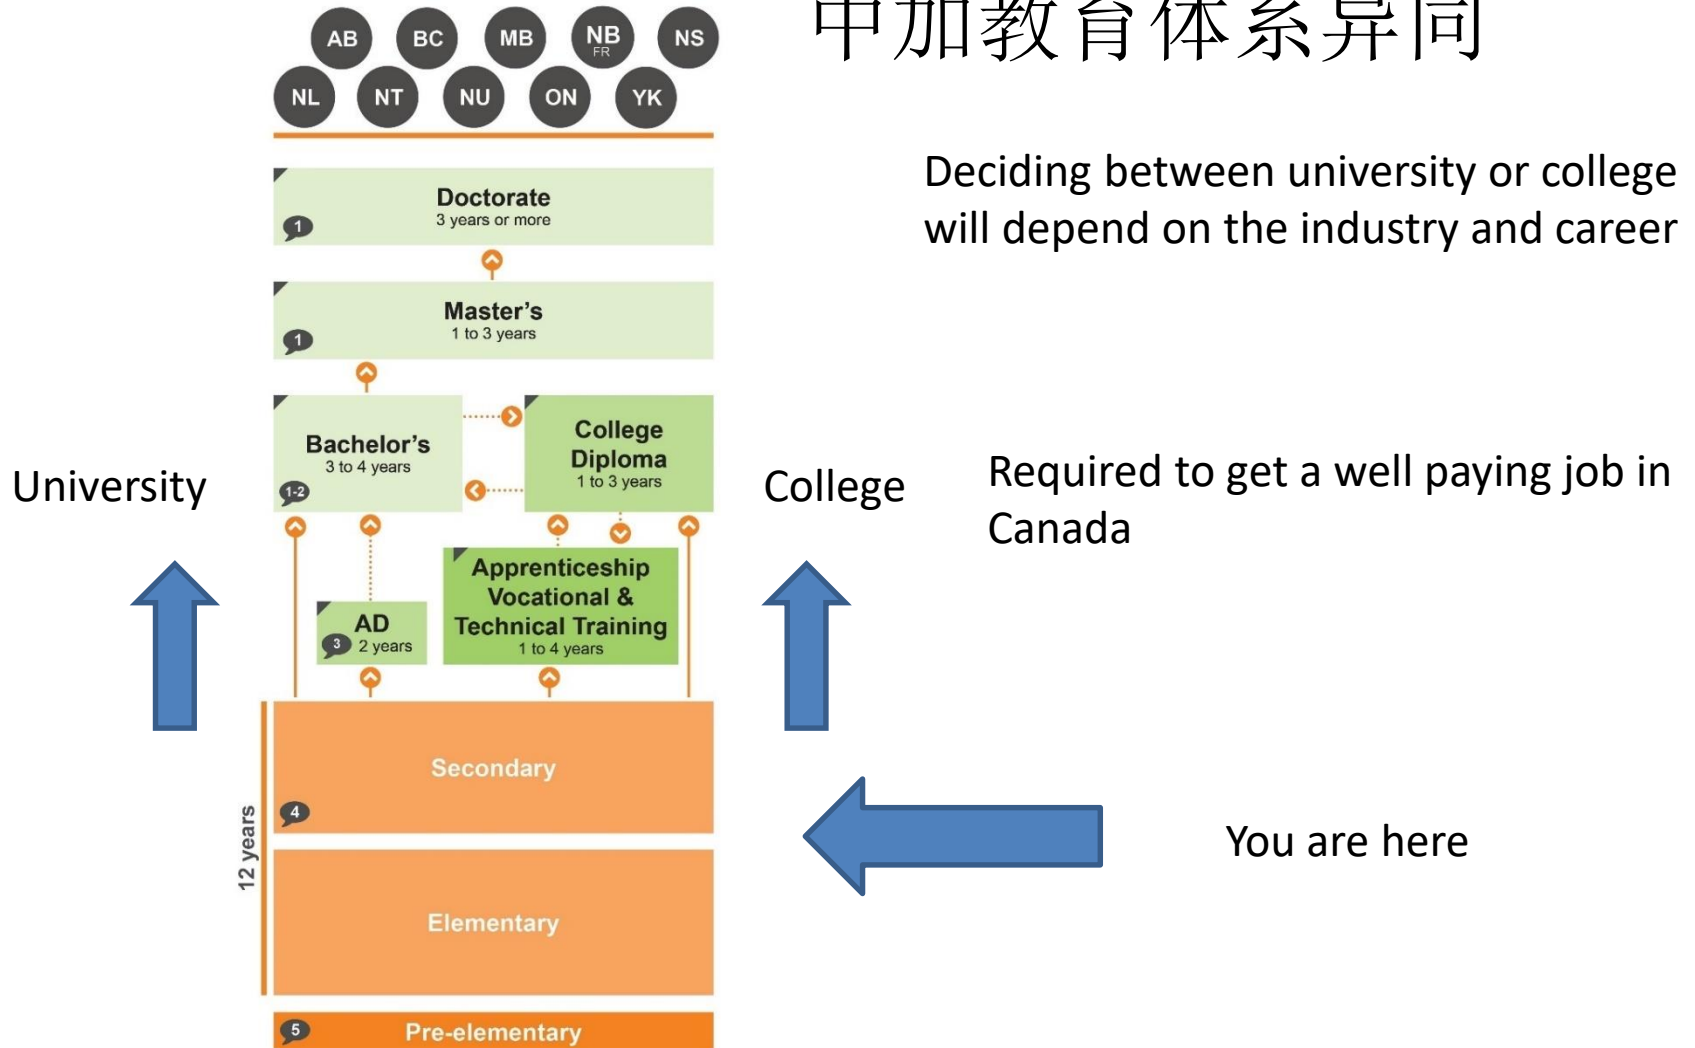 中加教育体系异同
AB BC MB NB FR NS
NL NT NU ON YK
Deciding between university or college
will depend on the industry and career
Doctorate
3 years or more
1
Master's
1 to 3 years
1
Bachelor's
3 to 4 years
1-2
College
Diploma
1 to 3 years
University
College
Required to get a well paying job in
Canada
AD
3 2 years
Apprenticeship
Vocational &
Technical Training
1 to 4 years
Secondary
4
12 years
You are here
Elementary
5 Pre-elementary